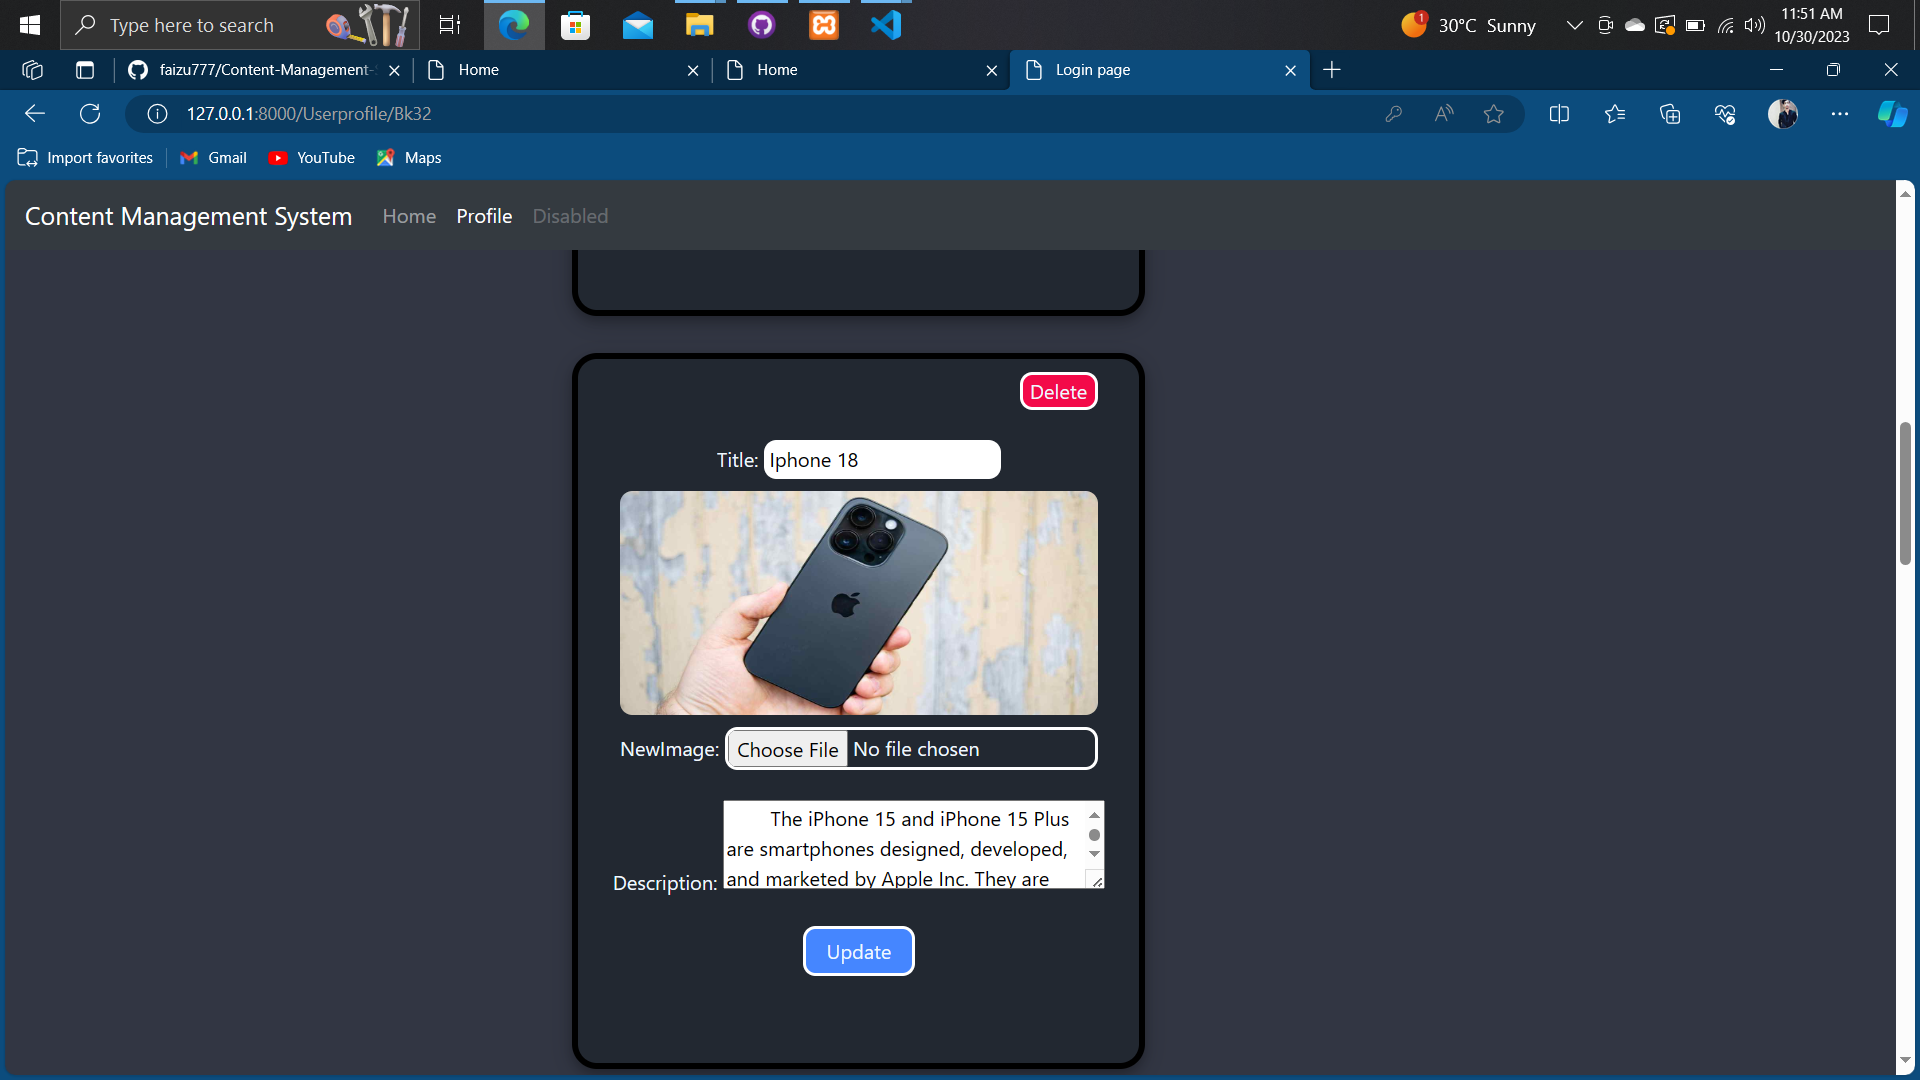 Type here to search
1
30°C Sunny
11:51 AM
10/30/2023
faizu777/Content-Management-
Home
Home
Login page
127.0.0.1:8000/Userprofile/Bk32
Import favorites
Gmail
YouTube
Maps
Content Management System
Home
Profile
Disabled
Delete
Title: Iphone 18
NewImage: Choose File No file chosen
The iPhone 15 and iPhone 15 Plus
are smartphones designed, developed,
and marketed by Apple Inc. They are
Description:
Update